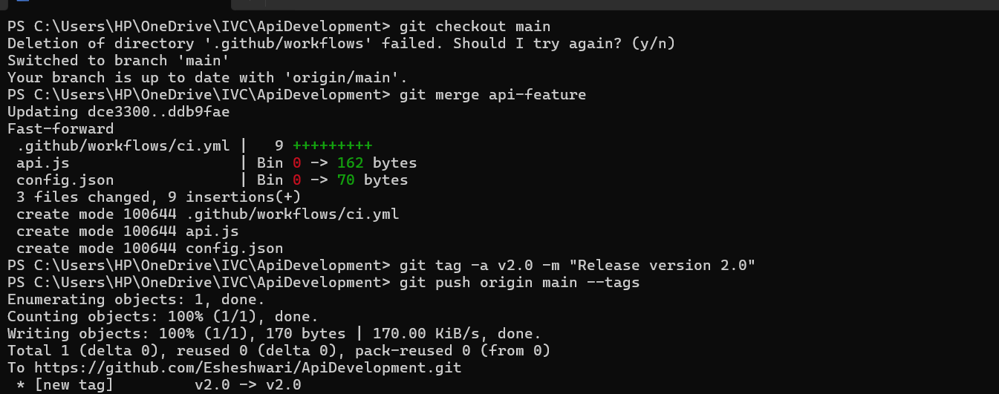 PS C:\Users\HP\OneDrive\IVC\ApiDevelopment> git checkout main
Deletion of directory '.github/workflows' failed. Should I try again? (y/n)
Switched to branch 'main'
Your branch is up to date with 'origin/main'.
PS C:\Users\HP\OneDrive\IVC\ApiDevelopment> git merge api-feature
Updating dce3300..ddb9fae
Fast-forward
 .github/workflows/ci.yml |   9 +++++++++
 api.js                   | Bin 0 -> 162 bytes
 config.json              | Bin 0 -> 70 bytes
 3 files changed, 9 insertions(+)
 create mode 100644 .github/workflows/ci.yml
 create mode 100644 api.js
 create mode 100644 config.json
PS C:\Users\HP\OneDrive\IVC\ApiDevelopment> git tag -a v2.0 -m "Release version 2.0"
PS C:\Users\HP\OneDrive\IVC\ApiDevelopment> git push origin main --tags
Enumerating objects: 1, done.
Counting objects: 100% (1/1), done.
Writing objects: 100% (1/1), 170 bytes | 170.00 KiB/s, done.
Total 1 (delta 0), reused 0 (delta 0), pack-reused 0 (from 0)
To https://github.com/Esheshwari/ApiDevelopment.git
 * [new tag]         v2.0 -> v2.0